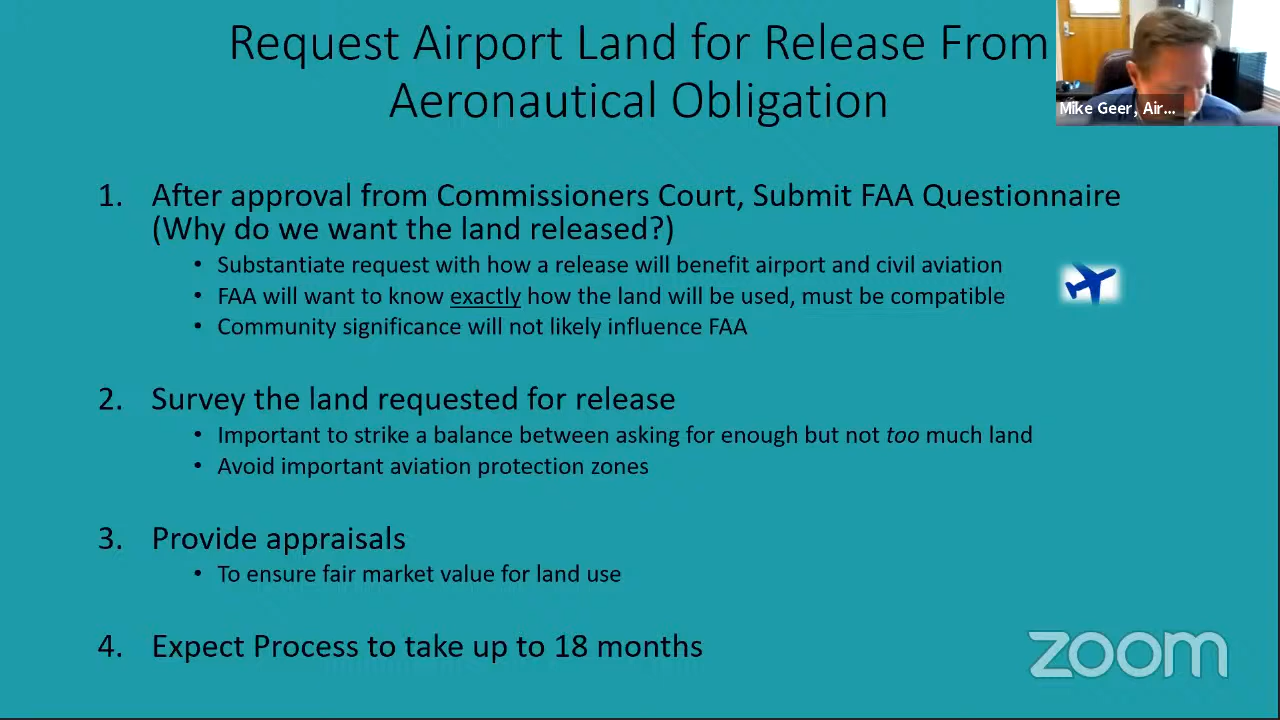 Request Airport Land for Release From
Aeronautical Obligation
Mike Geer, Air...
1. After approval from Commissioners Court, Submit FAA Questionnaire
(Why do we want the land released?)
• Substantiate request with how a release will benefit airport and civil aviation
• FAA will want to know exactly how the land will be used, must be compatible
• Community significance will not likely influence FAA
2. Survey the land requested for release
• Important to strike a balance between asking for enough but not too much land
• Avoid important aviation protection zones
3. Provide appraisals
• To ensure fair market value for land use
4. Expect Process to take up to 18 months
zoom